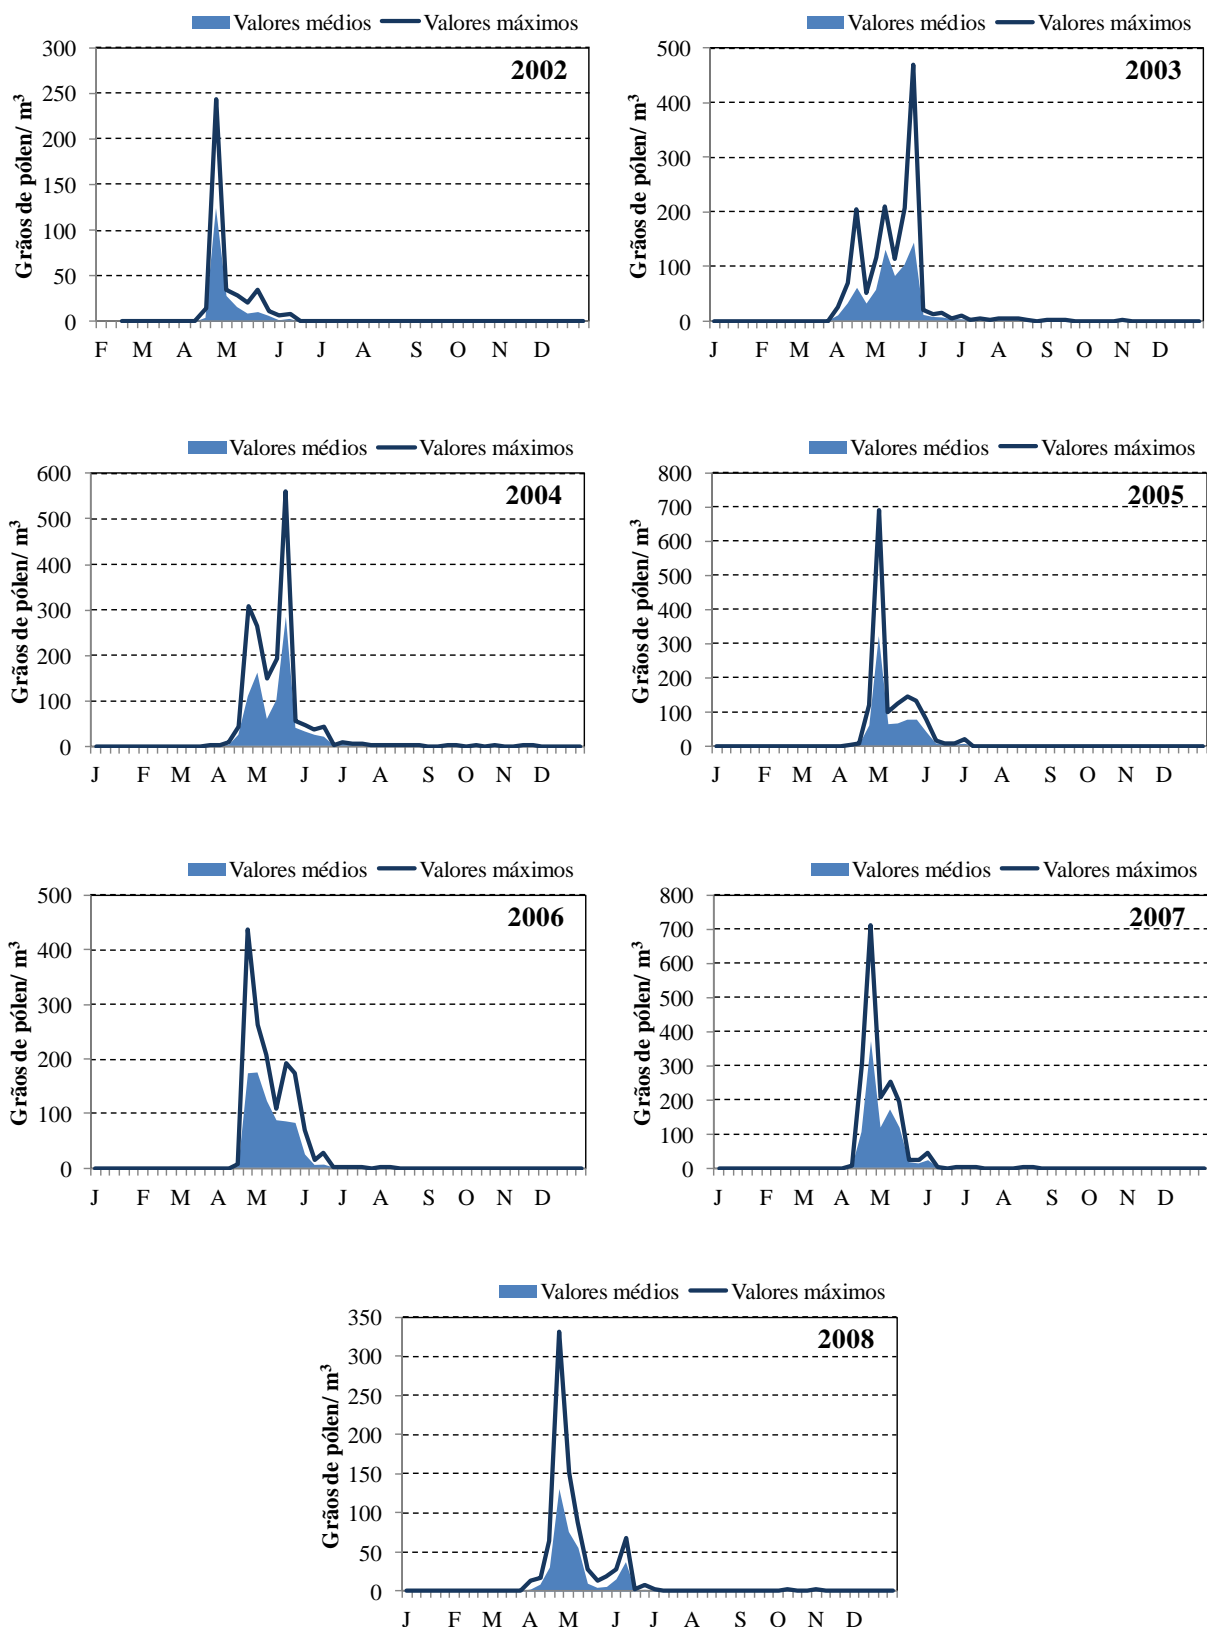 Valores médios Valores máximos
2002
Grãos de pólen/ m³
300
250
200
150
100
50
0
F M A M J J A S O N D
Valores médios Valores máximos
2003
Grãos de pólen/ m³
500
400
300
200
100
0
J F M A M J J A S O N D
Valores médios Valores máximos
2004
Grãos de pólen/ m³
600
500
400
300
200
100
0
J F M A M J J A S O N D
Valores médios Valores máximos
2005
Grãos de pólen/ m³
800
700
600
500
400
300
200
100
0
J F M A M J J A S O N D
Valores médios Valores máximos
2006
Grãos de pólen/ m³
500
400
300
200
100
0
J F M A M J J A S O N D
Valores médios Valores máximos
2007
Grãos de pólen/ m³
800
700
600
500
400
300
200
100
0
J F M A M J J A S O N D
Valores médios Valores máximos
2008
Grãos de pólen/ m³
350
300
250
200
150
100
50
0
J F M A M J J A S O N D